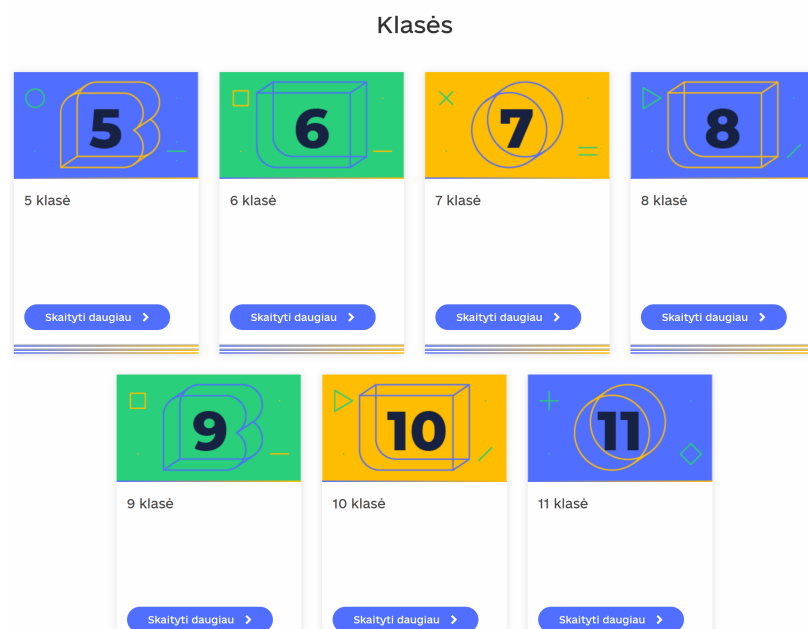 Klasės
5
6
7
8
5 klasė
6 klasė
7 klasė
8 klasė
Skaityti daugiau
Skaityti daugiau
Skaityti daugiau
Skaityti daugiau
9
10
11
9 klasė
10 klasė
11 klasė
Skaityti daugiau
Skaityti daugiau
Skaityti daugiau